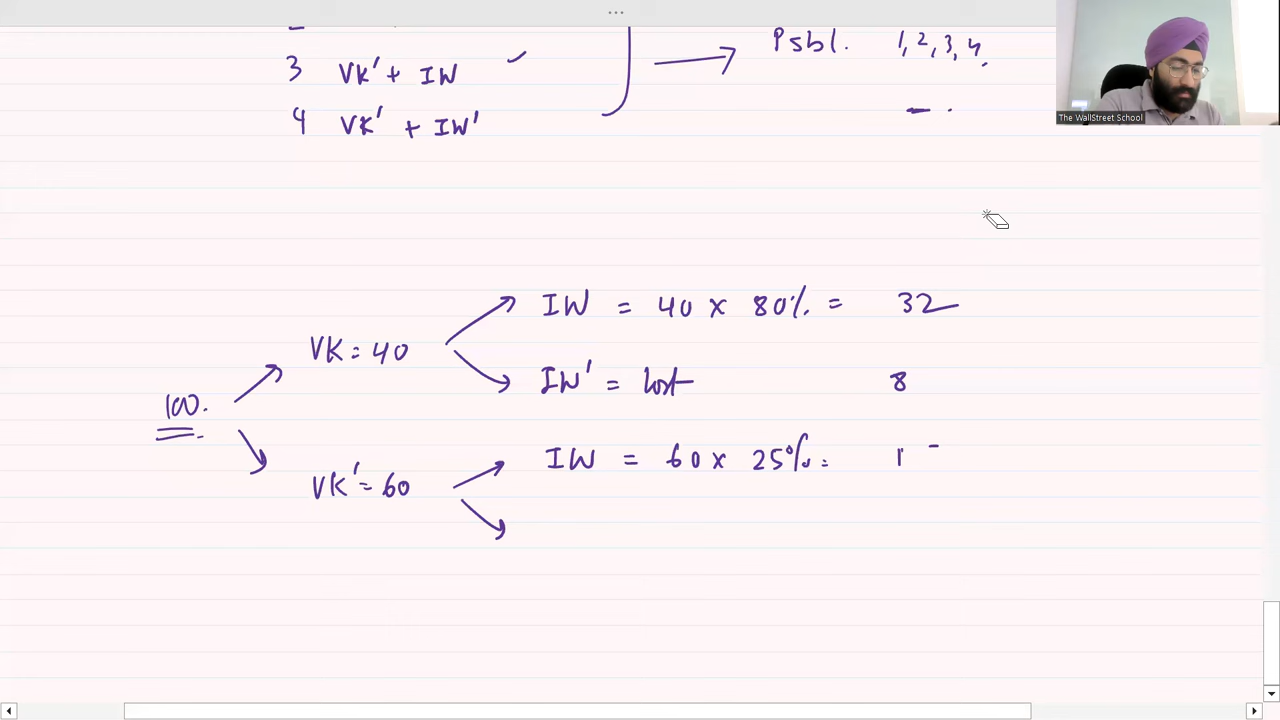 Psbl. 1, 2, 3, 4.
3 VK' + IW ✓
4 VK' + IW'
The WallStreet School
IW = 40 x 80% = 32
VK = 40
IW' = lost 8
100.
IW = 60 x 25% = 1
VK' = 60